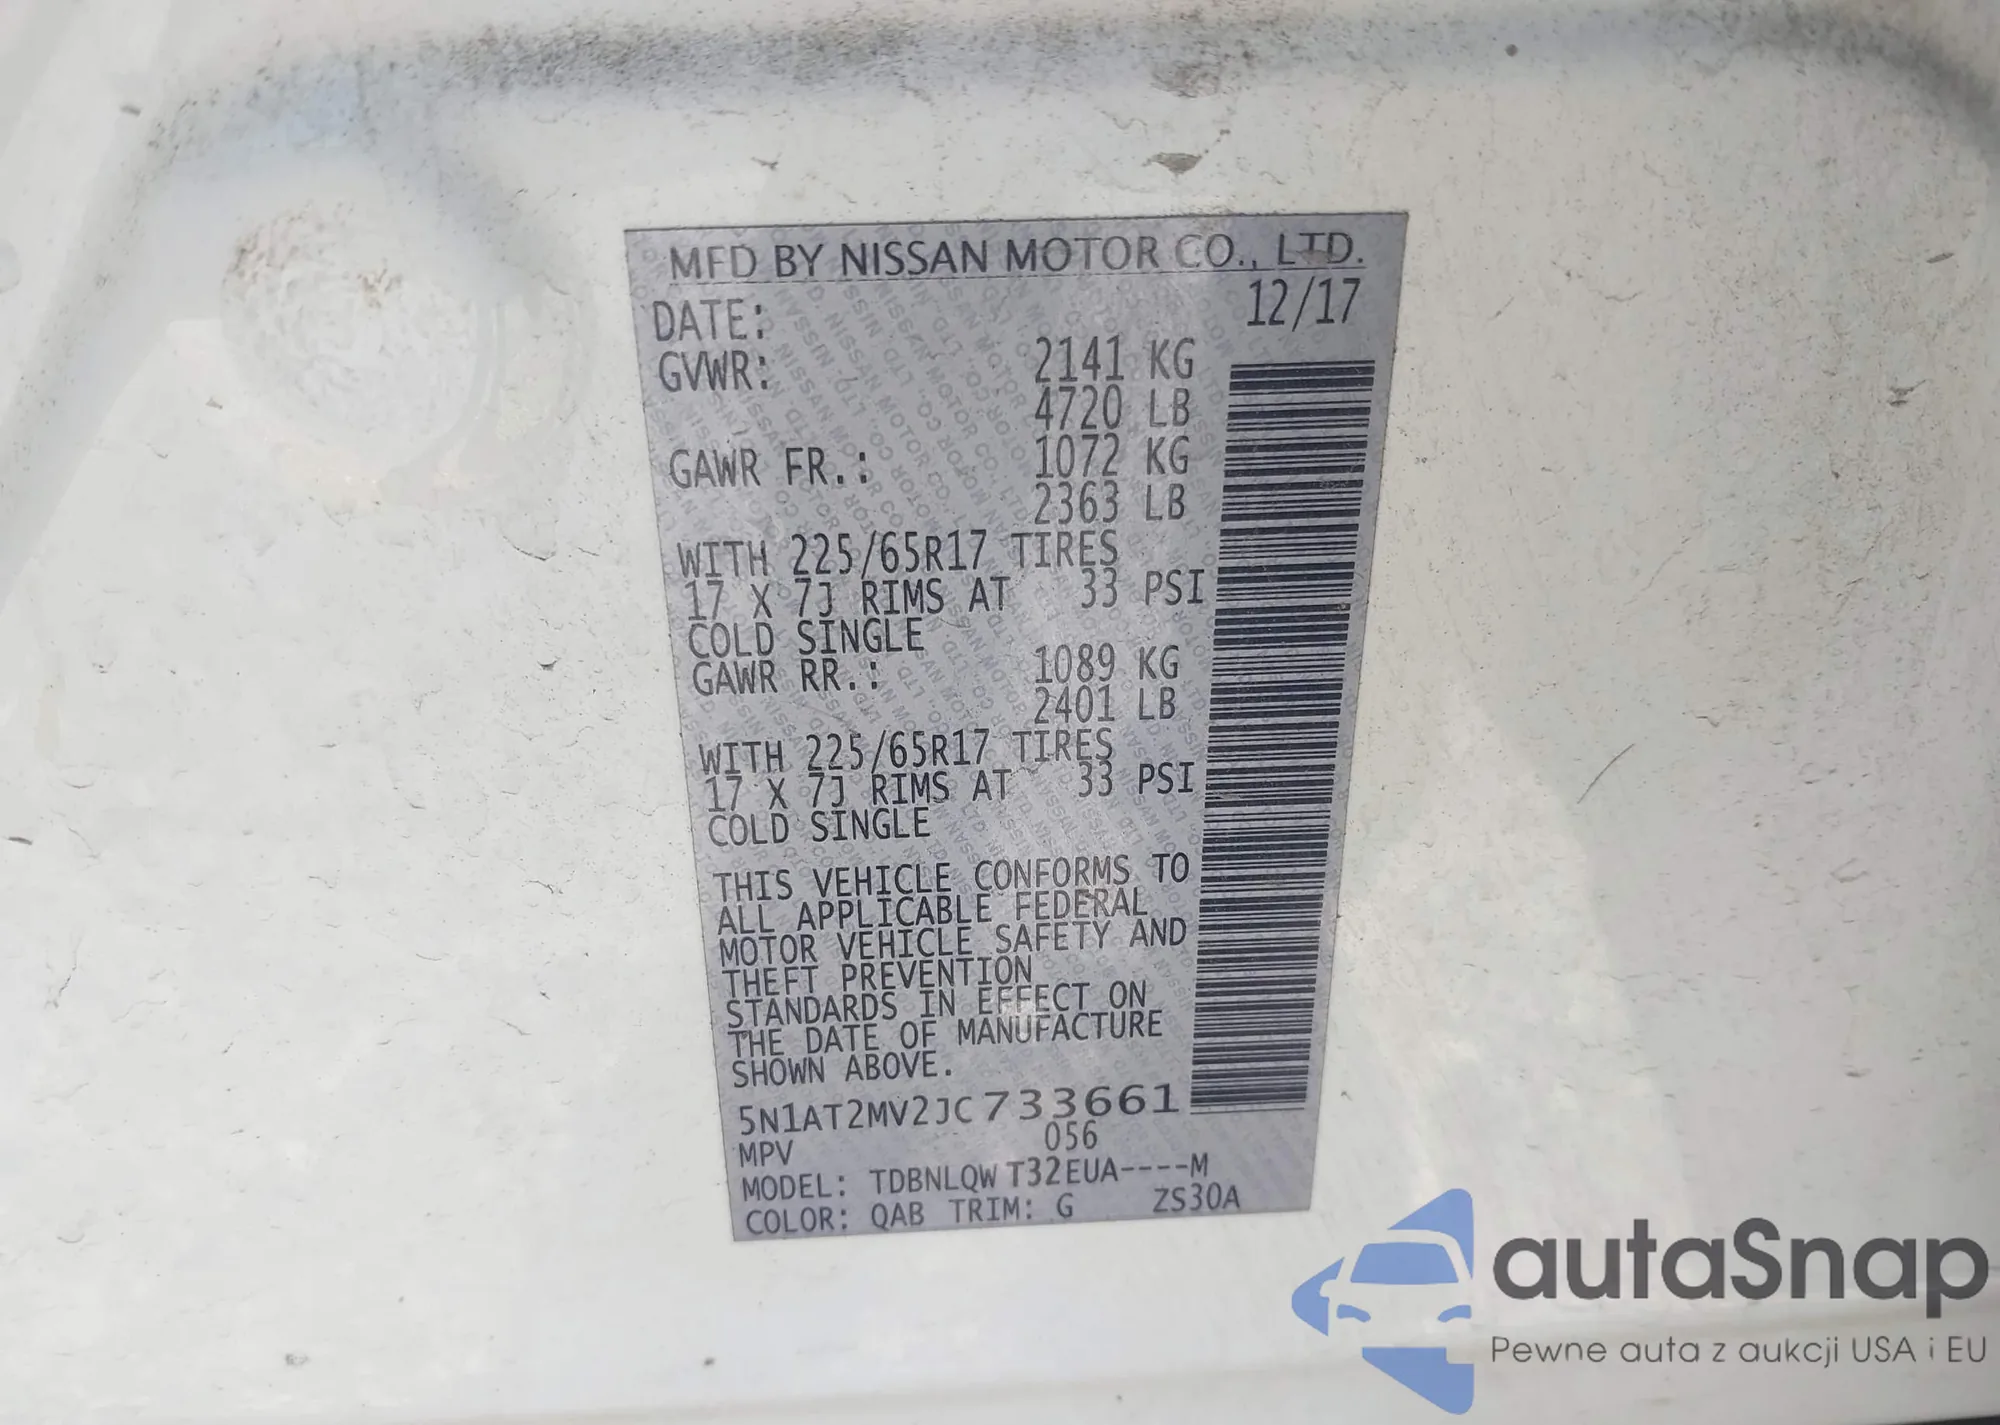 MFD BY NISSAN MOTOR CO., LTD.
DATE: 12/17
GVWR: 2141 KG
4720 LB
GAWR FR.: 1072 KG
2363 LB
WITH 225/65R17 TIRES
17 X 7J RIMS AT 33 PSI
COLD SINGLE
GAWR RR.: 1089 KG
2401 LB
WITH 225/65R17 TIRES
17 X 7J RIMS AT 33 PSI
COLD SINGLE
THIS VEHICLE CONFORMS TO
ALL APPLICABLE FEDERAL
MOTOR VEHICLE SAFETY AND
THEFT PREVENTION
STANDARDS IN EFFECT ON
THE DATE OF MANUFACTURE
SHOWN ABOVE.
5N1AT2MV2JC733661
MPV 056
MODEL: TDBNLQW T32EUA----M
COLOR: QAB TRIM: G ZS30A
autaSnap
Pewne auta z aukcji USA i EU